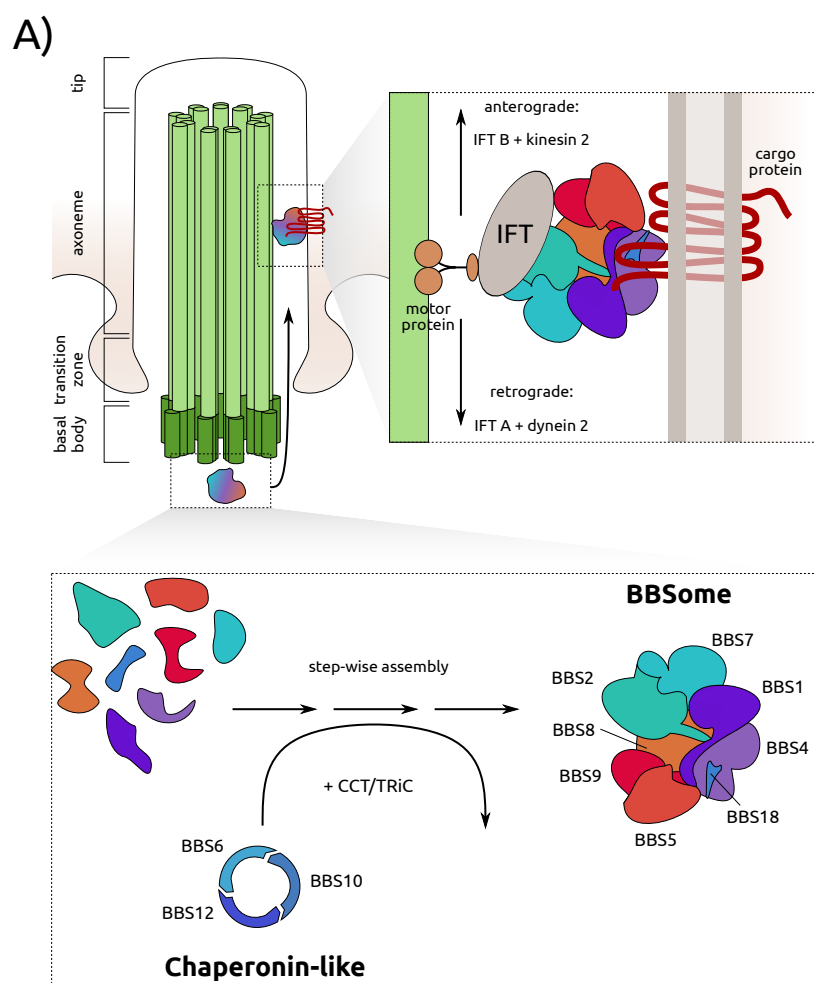 A)
tip
axoneme
transition
zone
basal
body
anterograde:
IFT B + kinesin 2
cargo
protein
IFT
motor
protein
retrograde:
IFT A + dynein 2
BBSome
step-wise assembly
BBS7
BBS2
BBS1
BBS8
BBS4
BBS9
BBS18
BBS5
+ CCT/TRiC
BBS6
BBS10
BBS12
Chaperonin-like